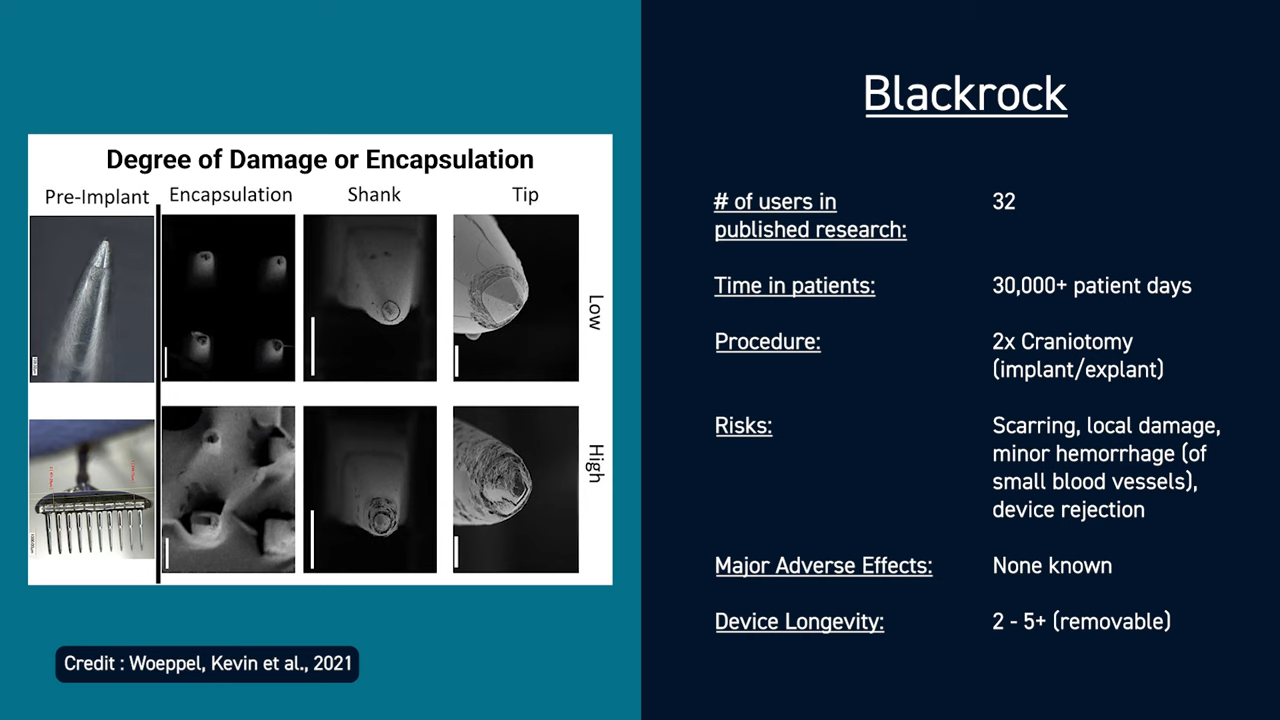 Degree of Damage or Encapsulation
Pre-Implant
Encapsulation
Shank
Tip
Low
High
Credit : Woeppel, Kevin et al., 2021
Blackrock
# of users in
published research:
32
Time in patients:
30,000+ patient days
Procedure:
2x Craniotomy
(implant/explant)
Risks:
Scarring, local damage,
minor hemorrhage (of
small blood vessels),
device rejection
Major Adverse Effects:
None known
Device Longevity:
2 - 5+ (removable)